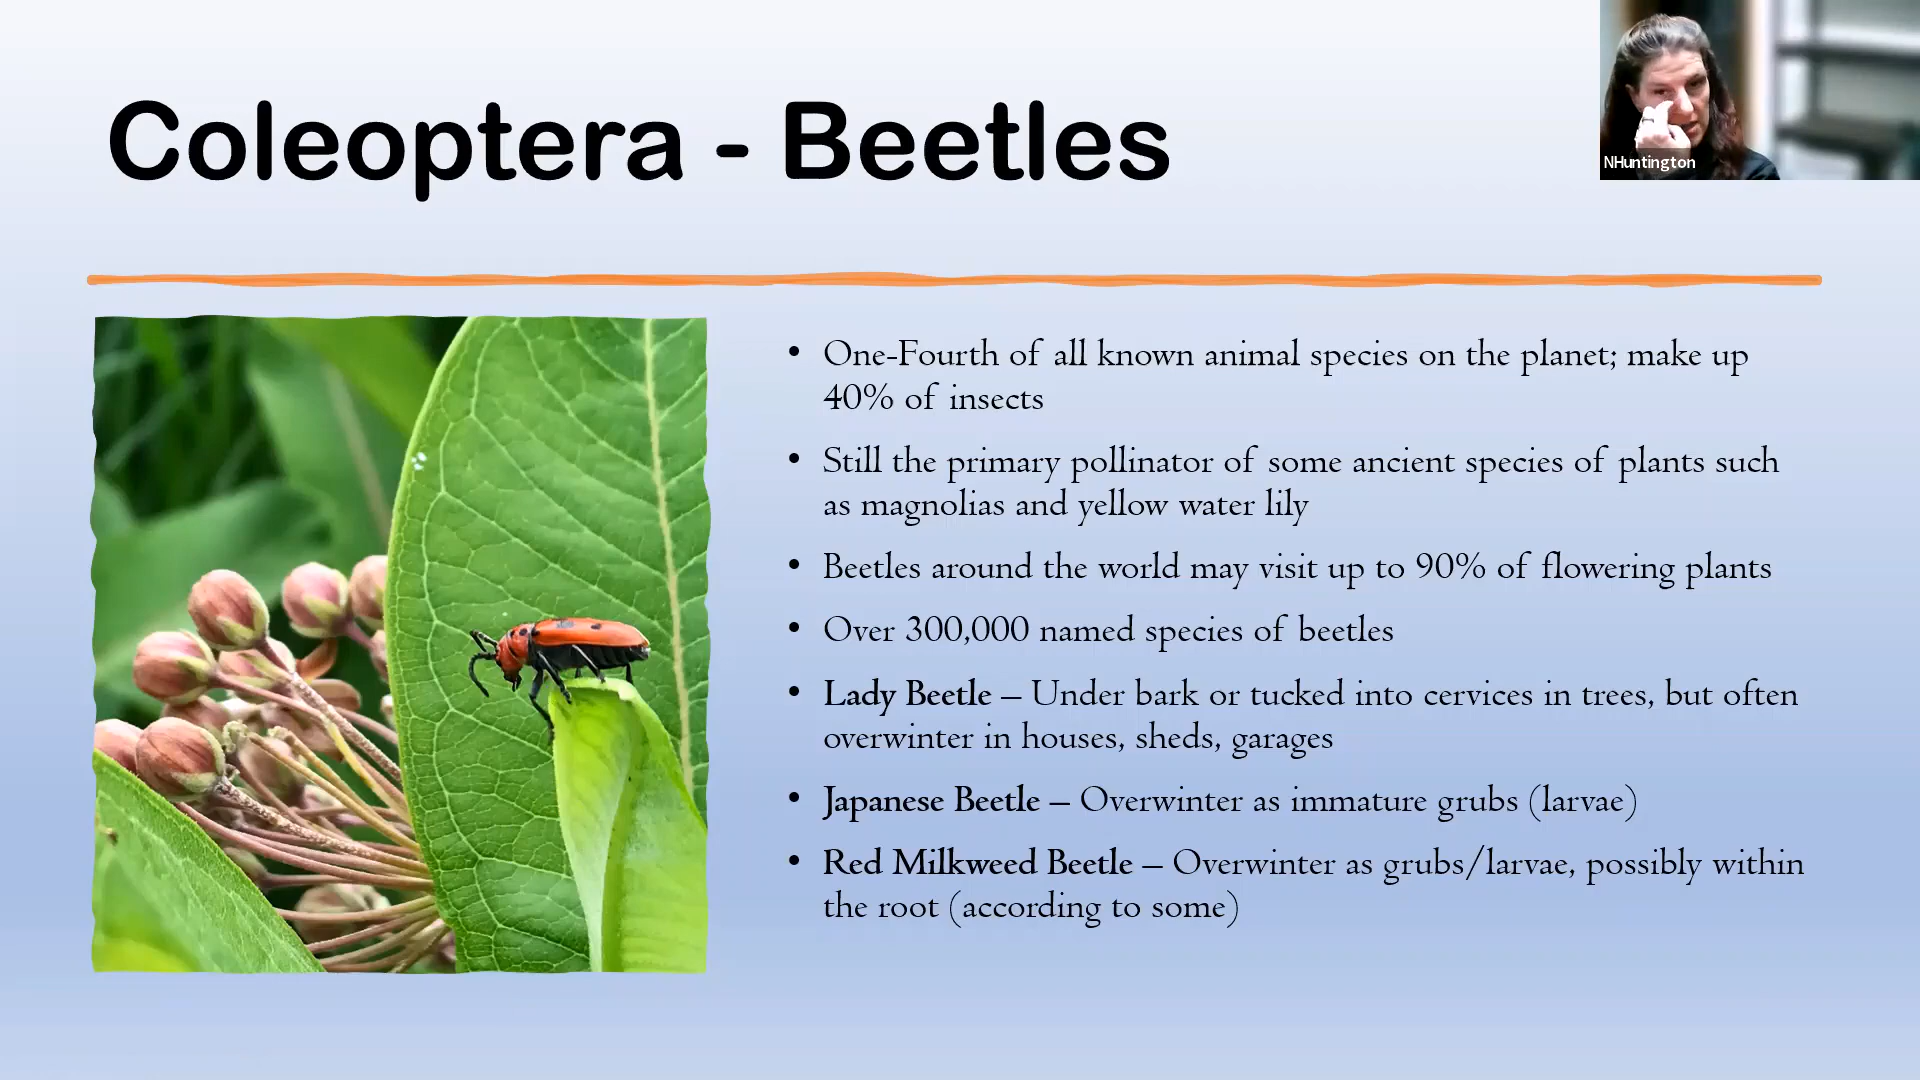 Coleoptera - Beetles
NHuntington
• One-Fourth of all known animal species on the planet; make up
40% of insects
• Still the primary pollinator of some ancient species of plants such
as magnolias and yellow water lily
• Beetles around the world may visit up to 90% of flowering plants
• Over 300,000 named species of beetles
• Lady Beetle – Under bark or tucked into cervices in trees, but often
overwinter in houses, sheds, garages
• Japanese Beetle – Overwinter as immature grubs (larvae)
• Red Milkweed Beetle – Overwinter as grubs/larvae, possibly within
the root (according to some)